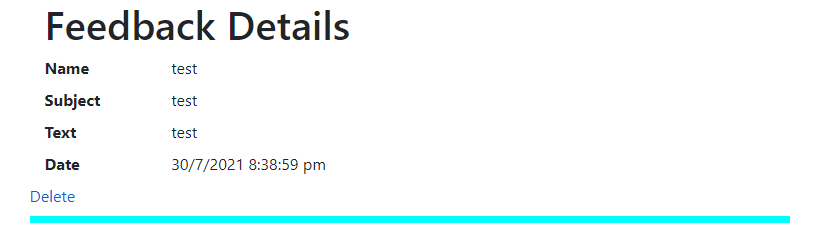 Feedback Details
Name test
Subject test
Text test
Date 30/7/2021 8:38:59 pm
Delete